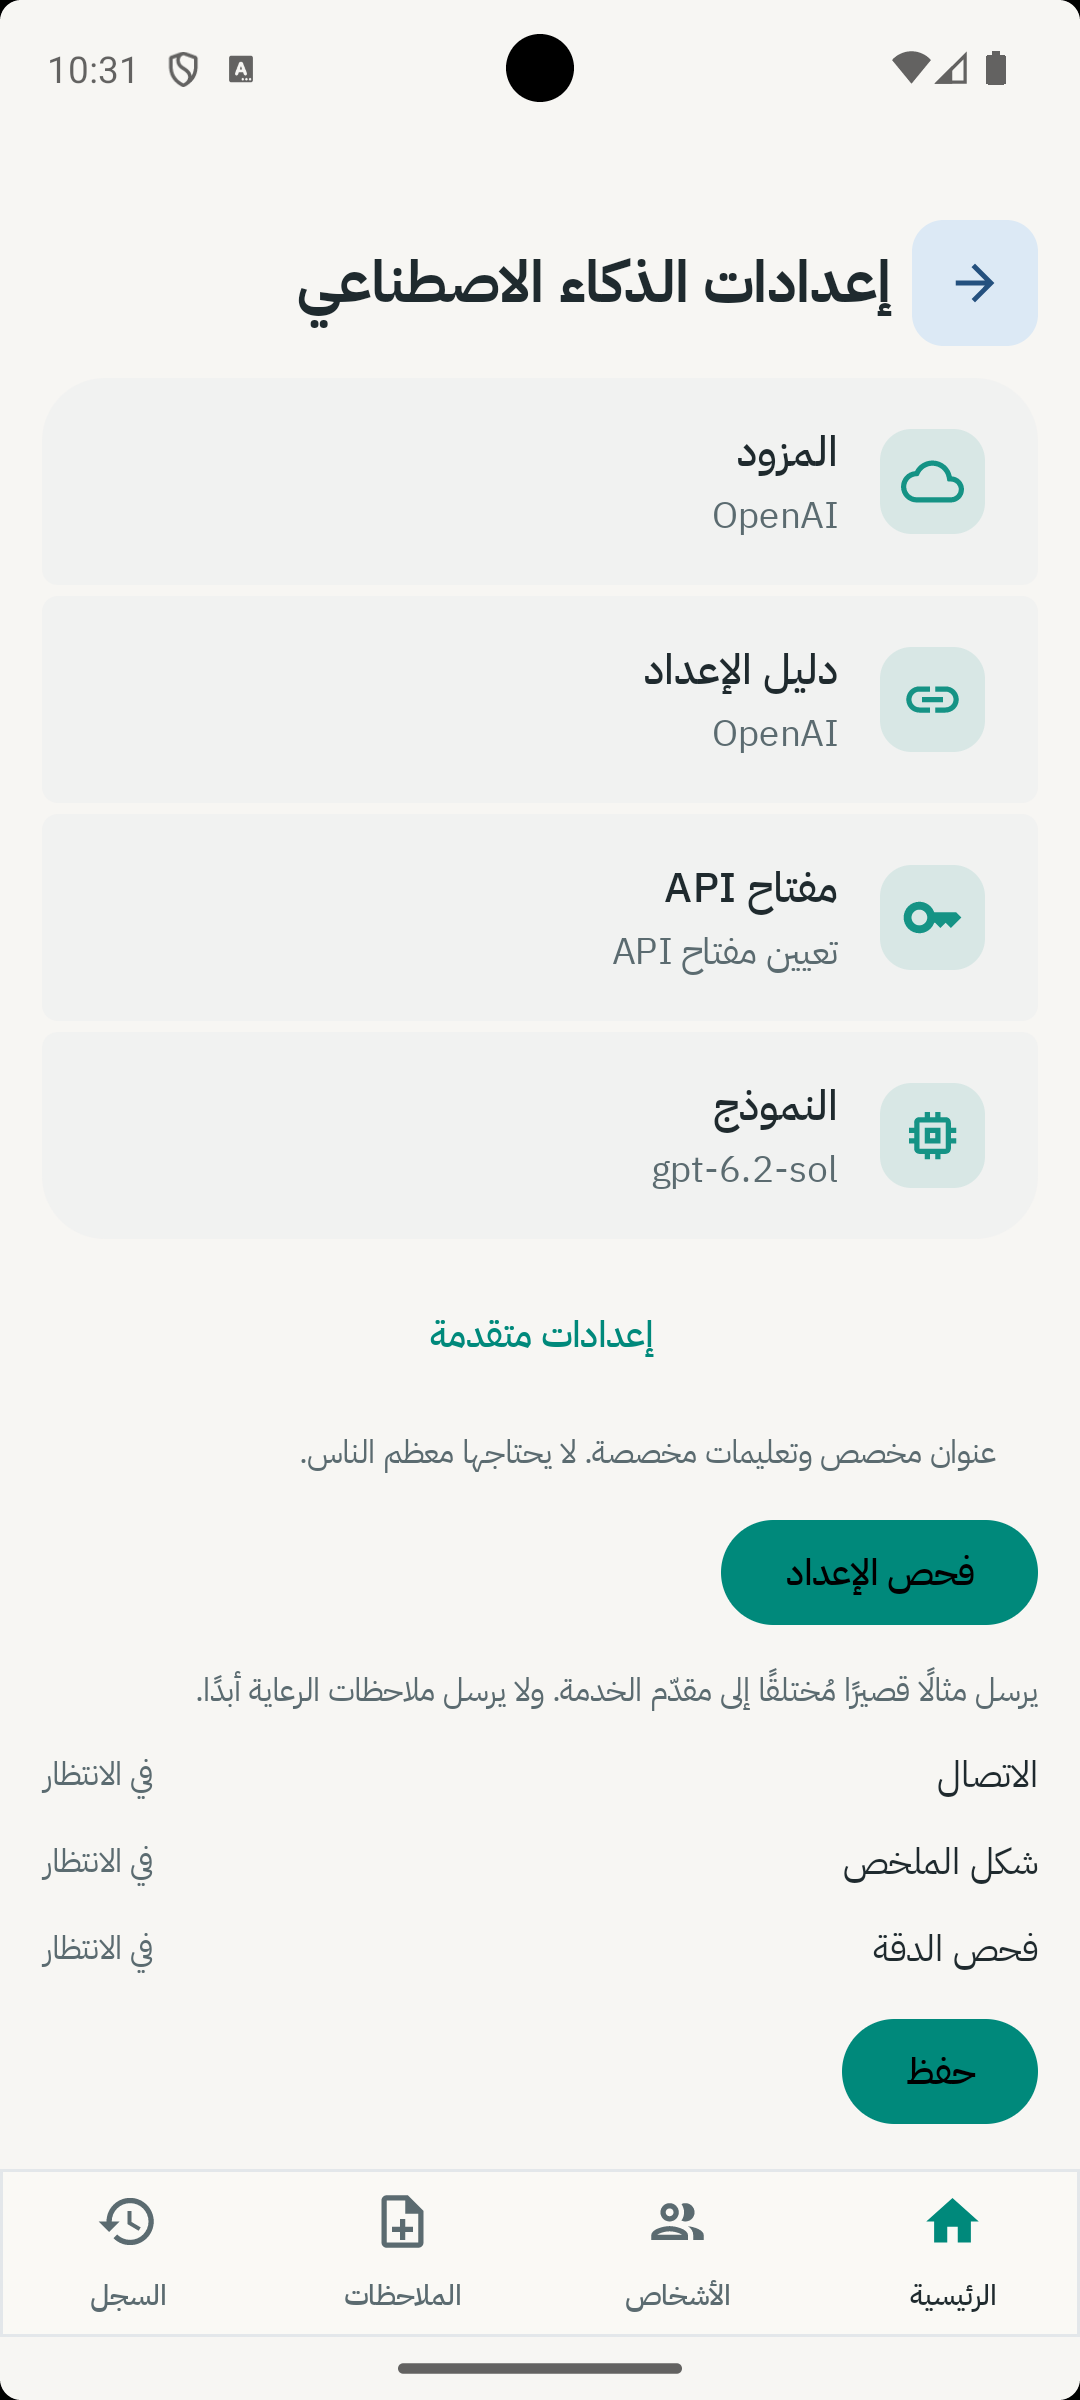 10:31
إعدادات الذكاء الاصطناعي
المزود
OpenAI
دليل الإعداد
OpenAI
مفتاح API
تعيين مفتاح API
النموذج
gpt-6.2-sol
إعدادات متقدمة
عنوان مخصص وتعليمات مخصصة. لا يحتاجها معظم الناس.
فحص الإعداد
يرسل مثالًا قصيرًا مُختلقًا إلى مقدّم الخدمة. ولا يرسل ملاحظات الرعاية أبدًا.
الاتصال في الانتظار
شكل الملخص في الانتظار
فحص الدقة في الانتظار
حفظ
الرئيسية الأشخاص الملاحظات السجل